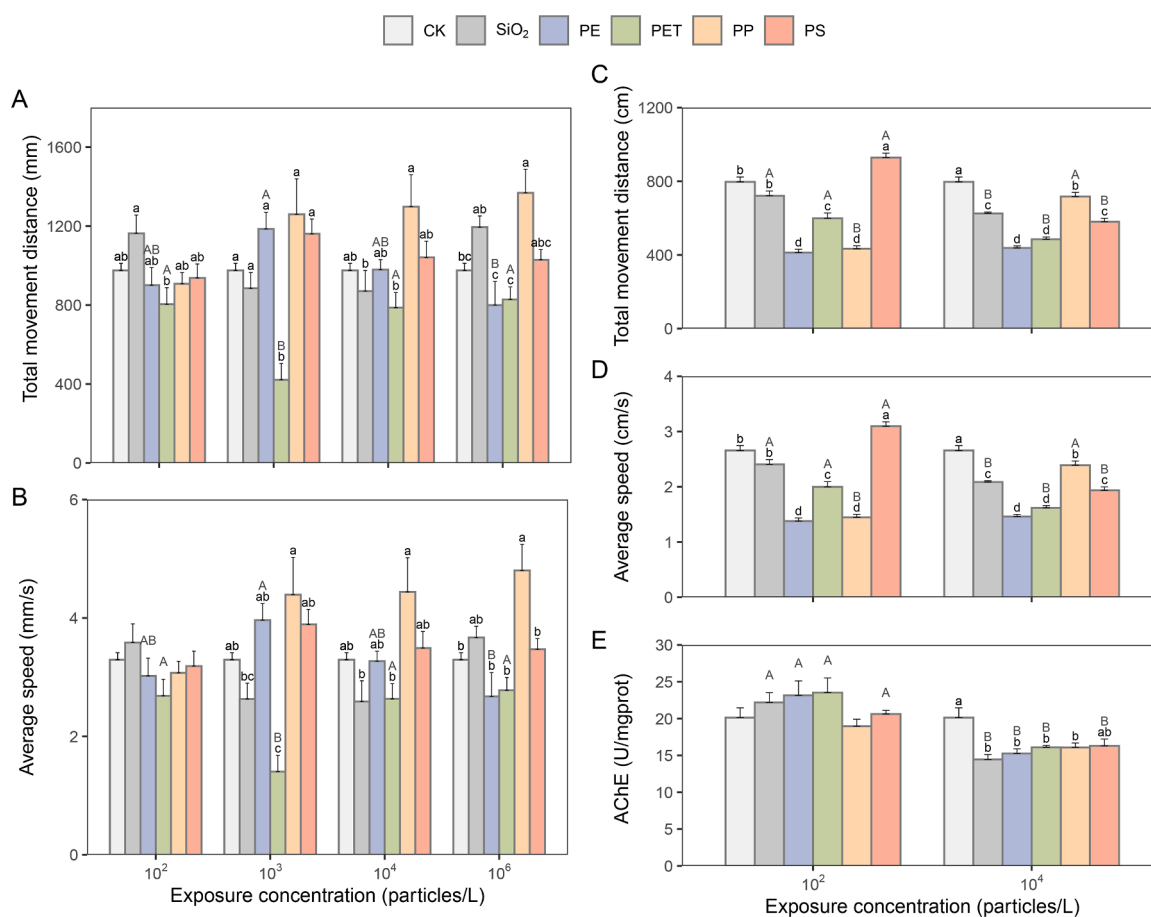 CK SiO₂ PE PET PP PS
A
Total movement distance (mm)
1600
1200
800
400
0
ab a AB ab A b ab ab
a a A a B b a a
ab b AB ab A b a ab
bc ab B c A c a abc
B
Average speed (mm/s)
6
4
2
0
AB A
ab bc A ab B c a ab
ab b AB ab A b a ab
b ab B b A b a b
10² 10³ 10⁴ 10⁶
Exposure concentration (particles/L)
C
Total movement distance (cm)
1200
800
400
0
b A b d A c B d A a
a B c d B d A b B c
D
Average speed (cm/s)
4
3
2
1
0
b A b d A c B d A a
a B c d B d A b B c
E
AChE (U/mgprot)
30
25
20
15
10
5
0
A A A A
a B b B b B b b B ab
10² 10⁴
Exposure concentration (particles/L)